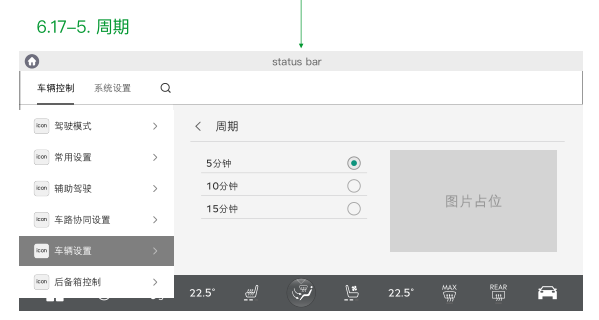 6.17-5. 周期
status bar
车辆控制 系统设置
icon 驾驶模式
icon 常用设置
icon 辅助驾驶
icon 车路协同设置
icon 车辆设置
icon 后备箱控制
周期
5分钟
10分钟
15分钟
图片占位
22.5° 22.5° MAX REAR